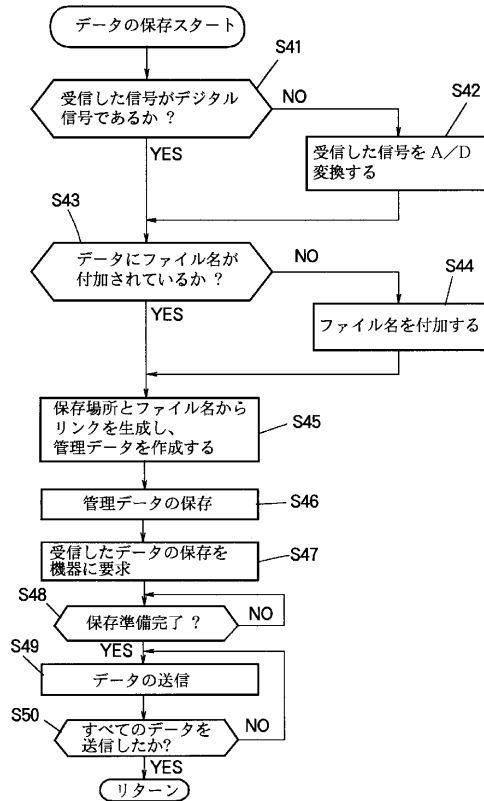 データの保存スタート
S41
受信した信号がデジタル
信号であるか ?
NO
S42
YES
受信した信号を A/D
変換する
S43
データにファイル名が
付加されているか ?
NO
S44
YES
ファイル名を付加する
保存場所とファイル名から
リンクを生成し、
管理データを作成する
S45
管理データの保存
S46
受信したデータの保存を
機器に要求
S47
S48
保存準備完了 ?
NO
YES
S49
データの送信
S50
すべてのデータを
送信したか?
NO
YES
リターン